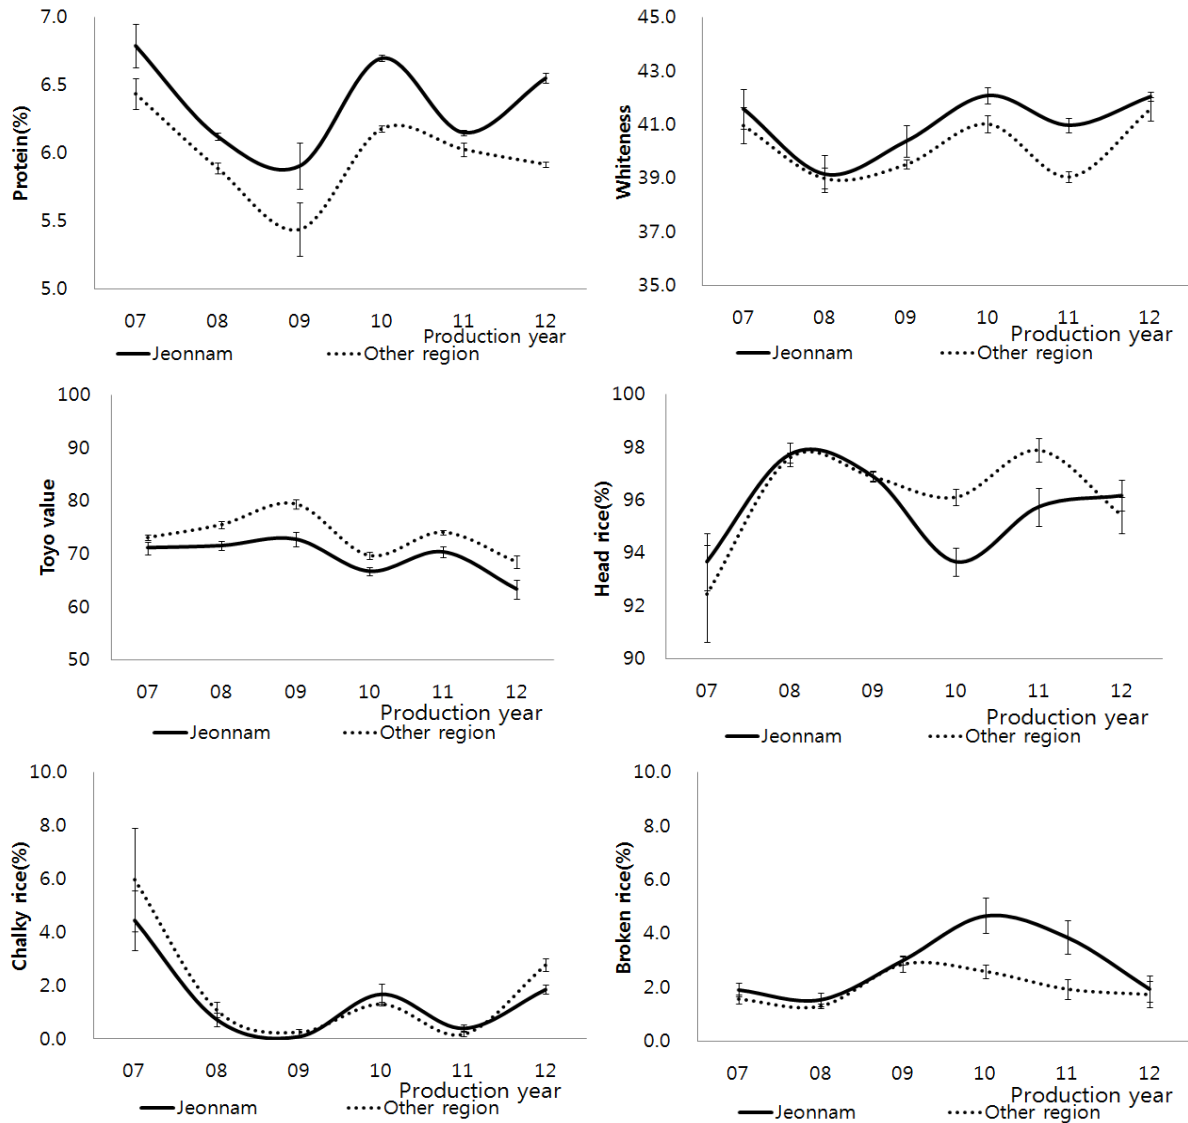 7.0
6.5
6.0
5.5
5.0
Protein(%)
07 08 09 10 11 12
Production year
Jeonnam Other region
45.0
43.0
41.0
39.0
37.0
35.0
Whiteness
07 08 09 10 11 12
Production year
Jeonnam Other region
100
90
80
70
60
50
Toyo value
07 08 09 10 11 12
Production year
Jeonnam Other region
100
98
96
94
92
90
Head rice(%)
07 08 09 10 11 12
Production year
Jeonnam Other region
10.0
8.0
6.0
4.0
2.0
0.0
Chalky rice(%)
07 08 09 10 11 12
Production year
Jeonnam Other region
10.0
8.0
6.0
4.0
2.0
0.0
Broken rice(%)
07 08 09 10 11 12
Production year
Jeonnam Other region